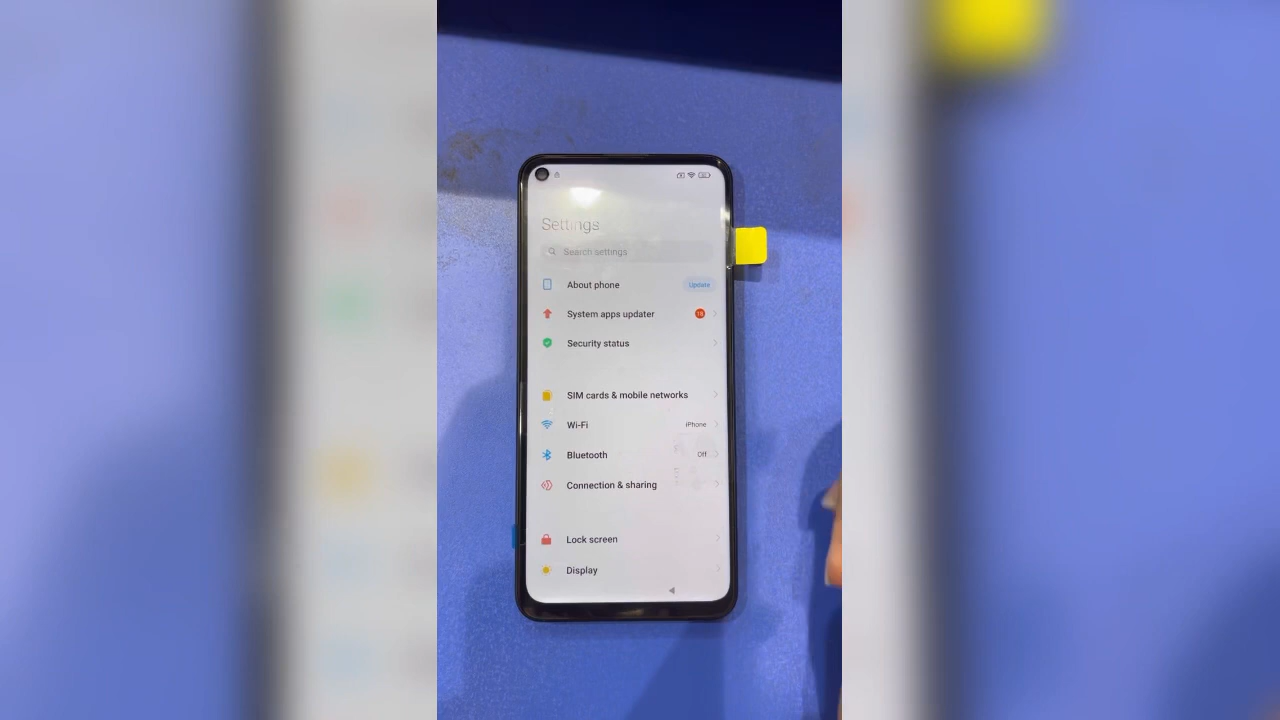 Settings
Search settings
About phone Update
System apps updater 18
Security status
SIM cards & mobile networks
Wi-Fi iPhone
Bluetooth Off
Connection & sharing
Lock screen
Display